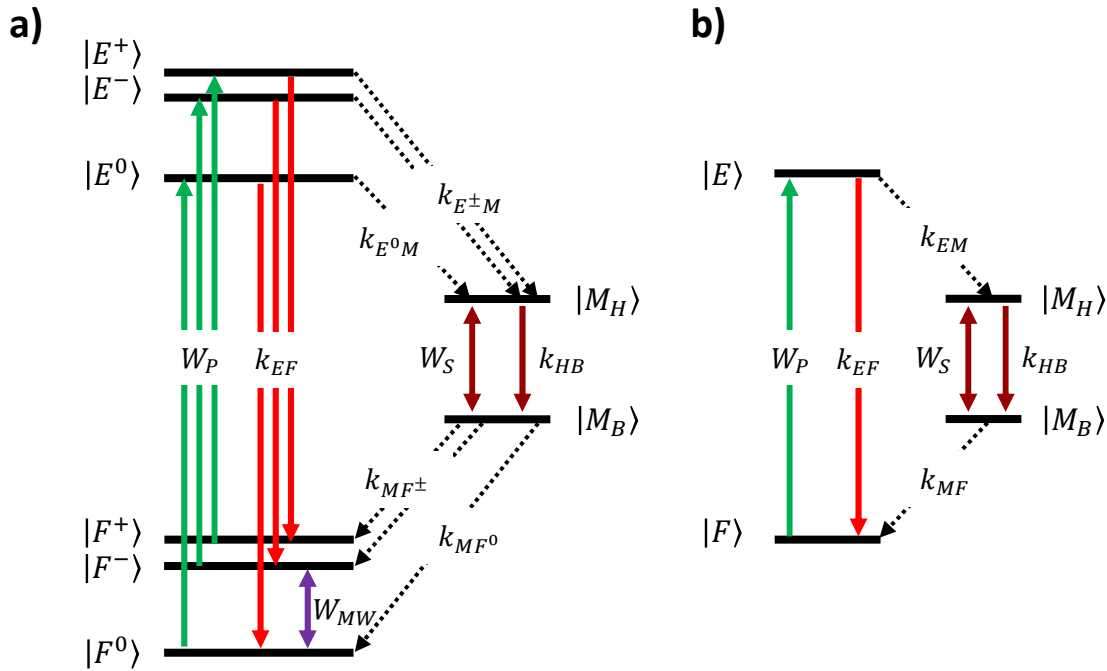 a)
|E⁺⟩
|E⁻⟩
|E⁰⟩
k_{E^±M}
k_{E^0M}
|M_H⟩
W_P
k_{EF}
W_S
k_{HB}
|M_B⟩
k_{MF^±}
k_{MF^0}
|F⁺⟩
|F⁻⟩
W_{MW}
|F⁰⟩
b)
|E⟩
k_{EM}
|M_H⟩
W_P
k_{EF}
W_S
k_{HB}
|M_B⟩
k_{MF}
|F⟩